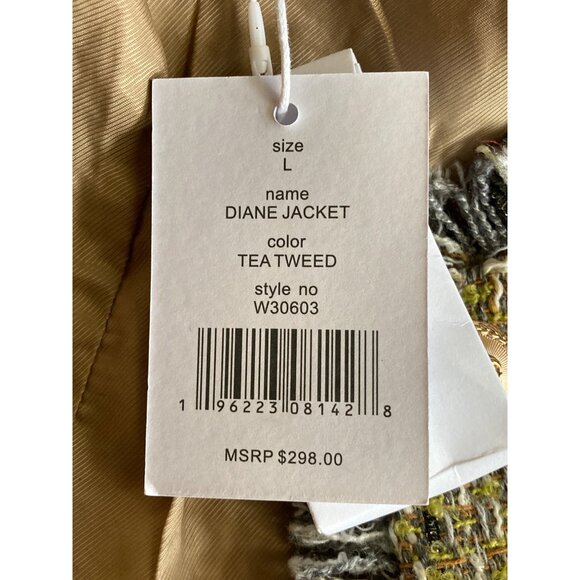 size
L
name
DIANE JACKET
color
TEA TWEED
style no
W30603
1 96223 08142 8
MSRP $298.00